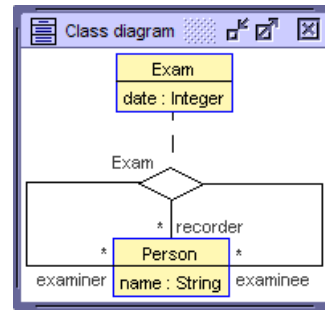 Class diagram
Exam
date : Integer
Exam
* recorder
* Person *
examiner name : String examinee